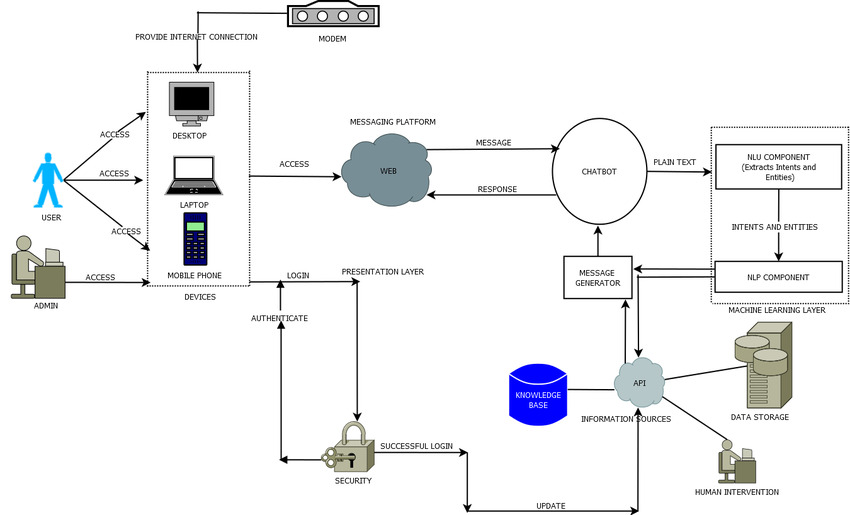 PROVIDE INTERNET CONNECTION
MODEM
DESKTOP
ACCESS
ACCESS
ACCESS
USER
LAPTOP
MOBILE PHONE
ACCESS
ADMIN
DEVICES
ACCESS
MESSAGING PLATFORM
WEB
MESSAGE
RESPONSE
CHATBOT
PLAIN TEXT
NLU COMPONENT
(Extracts Intents and
Entities)
INTENTS AND ENTITIES
NLP COMPONENT
MACHINE LEARNING LAYER
MESSAGE
GENERATOR
LOGIN
PRESENTATION LAYER
AUTHENTICATE
API
KNOWLEDGE
BASE
INFORMATION SOURCES
DATA STORAGE
HUMAN INTERVENTION
SUCCESSFUL LOGIN
SECURITY
UPDATE